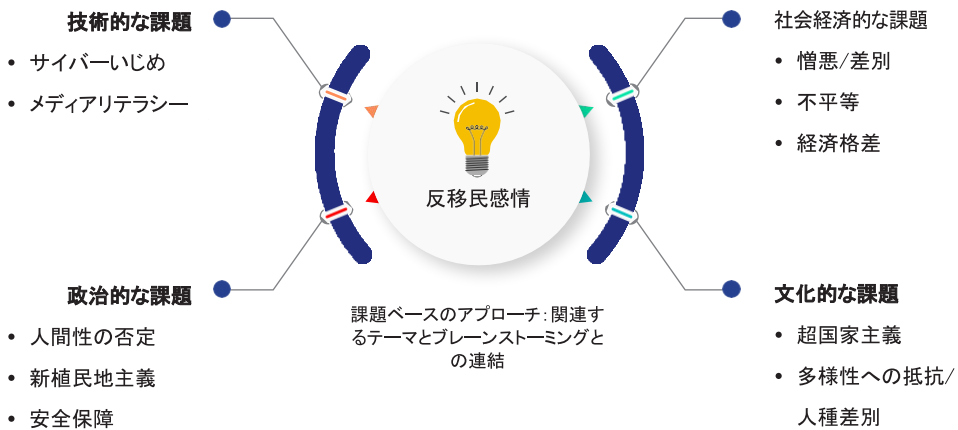 技術的な課題
• サイバーいじめ
• メディアリテラシー
社会経済的な課題
• 憎悪/差別
• 不平等
• 経済格差
反移民感情
政治的な課題
• 人間性の否定
• 新植民地主義
• 安全保障
課題ベースのアプローチ：関連す
るテーマとブレーンストーミングと
の連結
文化的な課題
• 超国家主義
• 多様性への抵抗/
人種差別